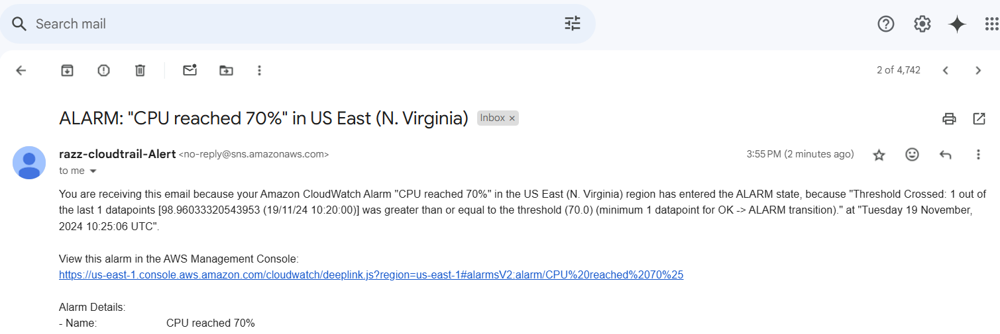 Search mail
2 of 4,742
ALARM: "CPU reached 70%" in US East (N. Virginia) Inbox ×
razz-cloudtrail-Alert <no-reply@sns.amazonaws.com> 3:55 PM (2 minutes ago)
to me
You are receiving this email because your Amazon CloudWatch Alarm "CPU reached 70%" in the US East (N. Virginia) region has entered the ALARM state, because "Threshold Crossed: 1 out of
the last 1 datapoints [98.96033320543953 (19/11/24 10:20:00)] was greater than or equal to the threshold (70.0) (minimum 1 datapoint for OK -> ALARM transition)." at "Tuesday 19 November,
2024 10:25:06 UTC".
View this alarm in the AWS Management Console:
https://us-east-1.console.aws.amazon.com/cloudwatch/deeplink.js?region=us-east-1#alarmsV2:alarm/CPU%20reached%2070%25
Alarm Details:
- Name: CPU reached 70%